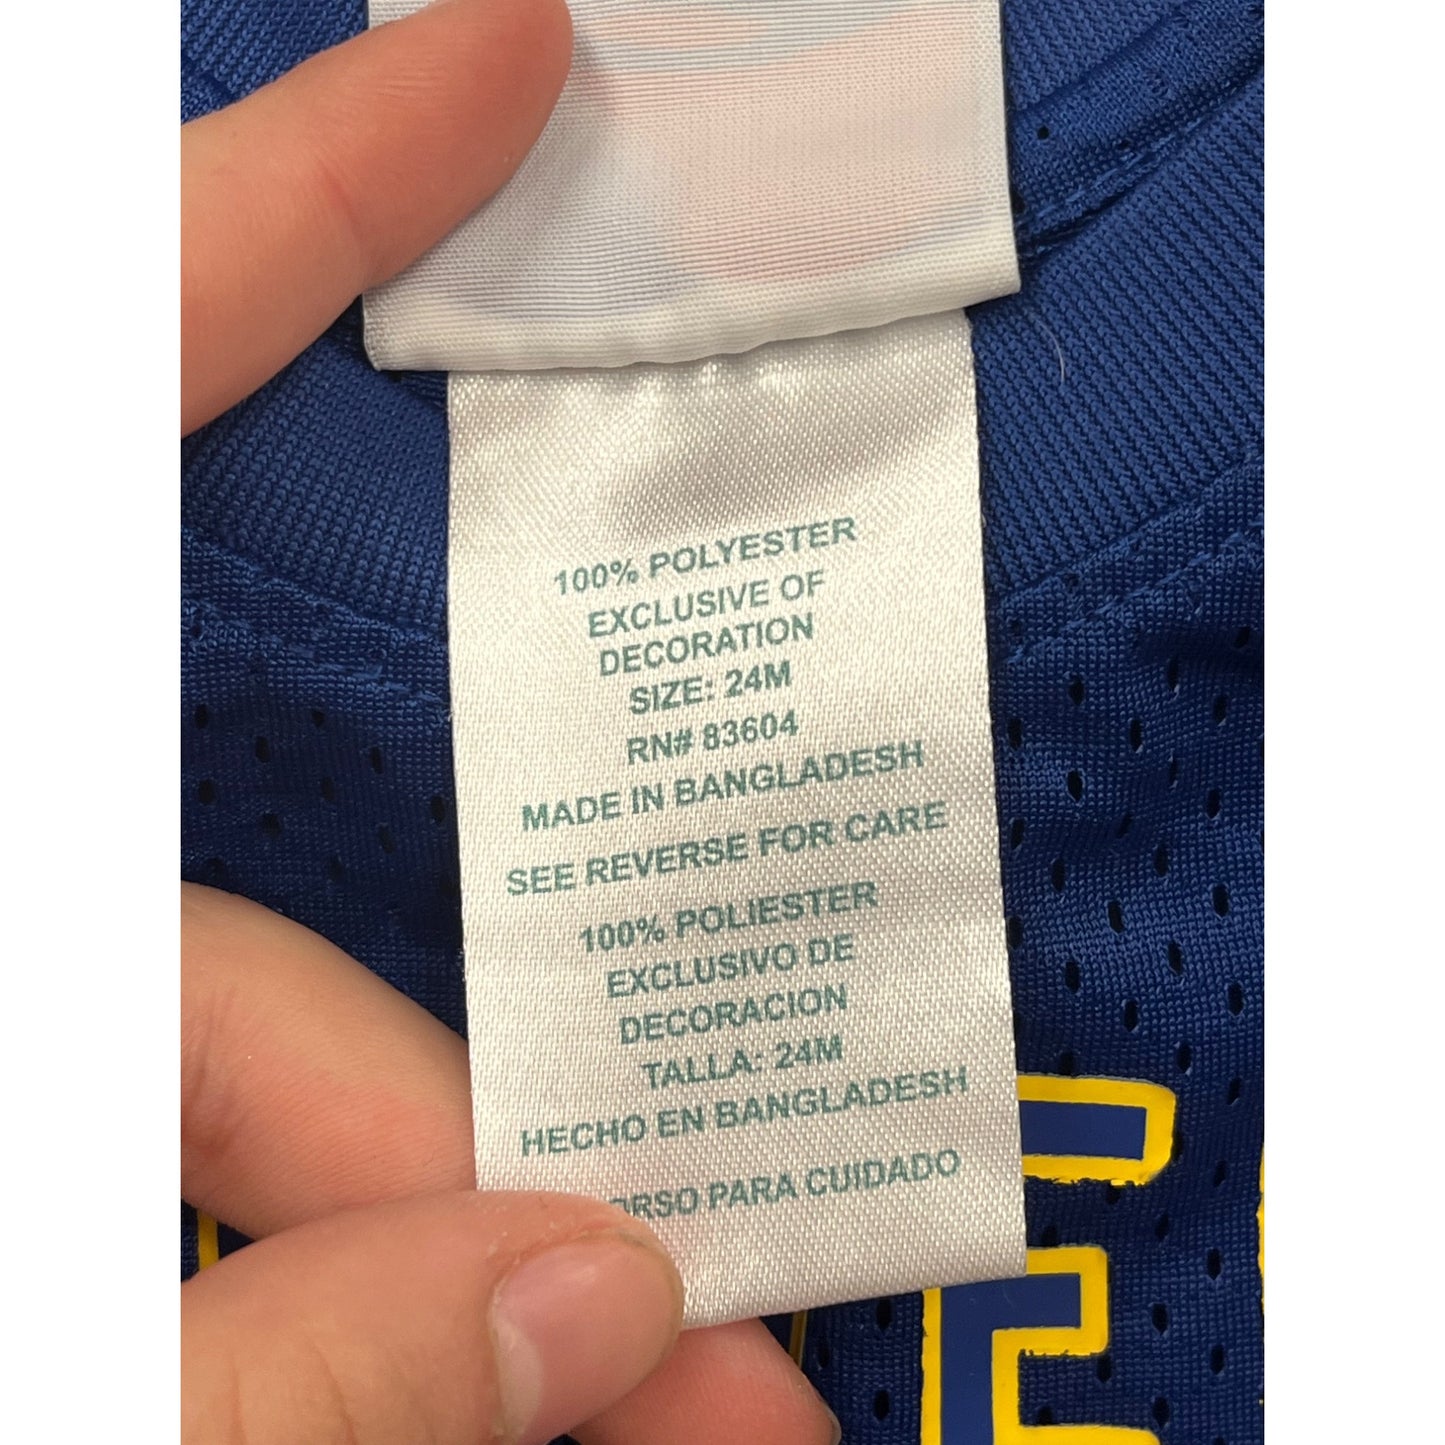 100% POLYESTER
EXCLUSIVE OF
DECORATION
SIZE: 24M
RN# 83604
MADE IN BANGLADESH
SEE REVERSE FOR CARE
100% POLIESTER
EXCLUSIVO DE
DECORACION
TALLA: 24M
HECHO EN BANGLADESH
PARA CUIDADO
E